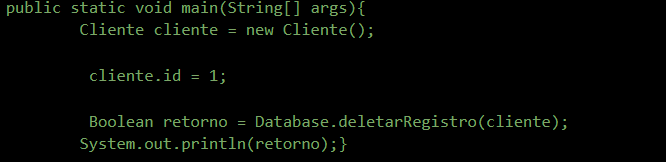 public static void main(String[] args){
Cliente cliente = new Cliente();
cliente.id = 1;
Boolean retorno = Database.deletarRegistro(cliente);
System.out.println(retorno);}